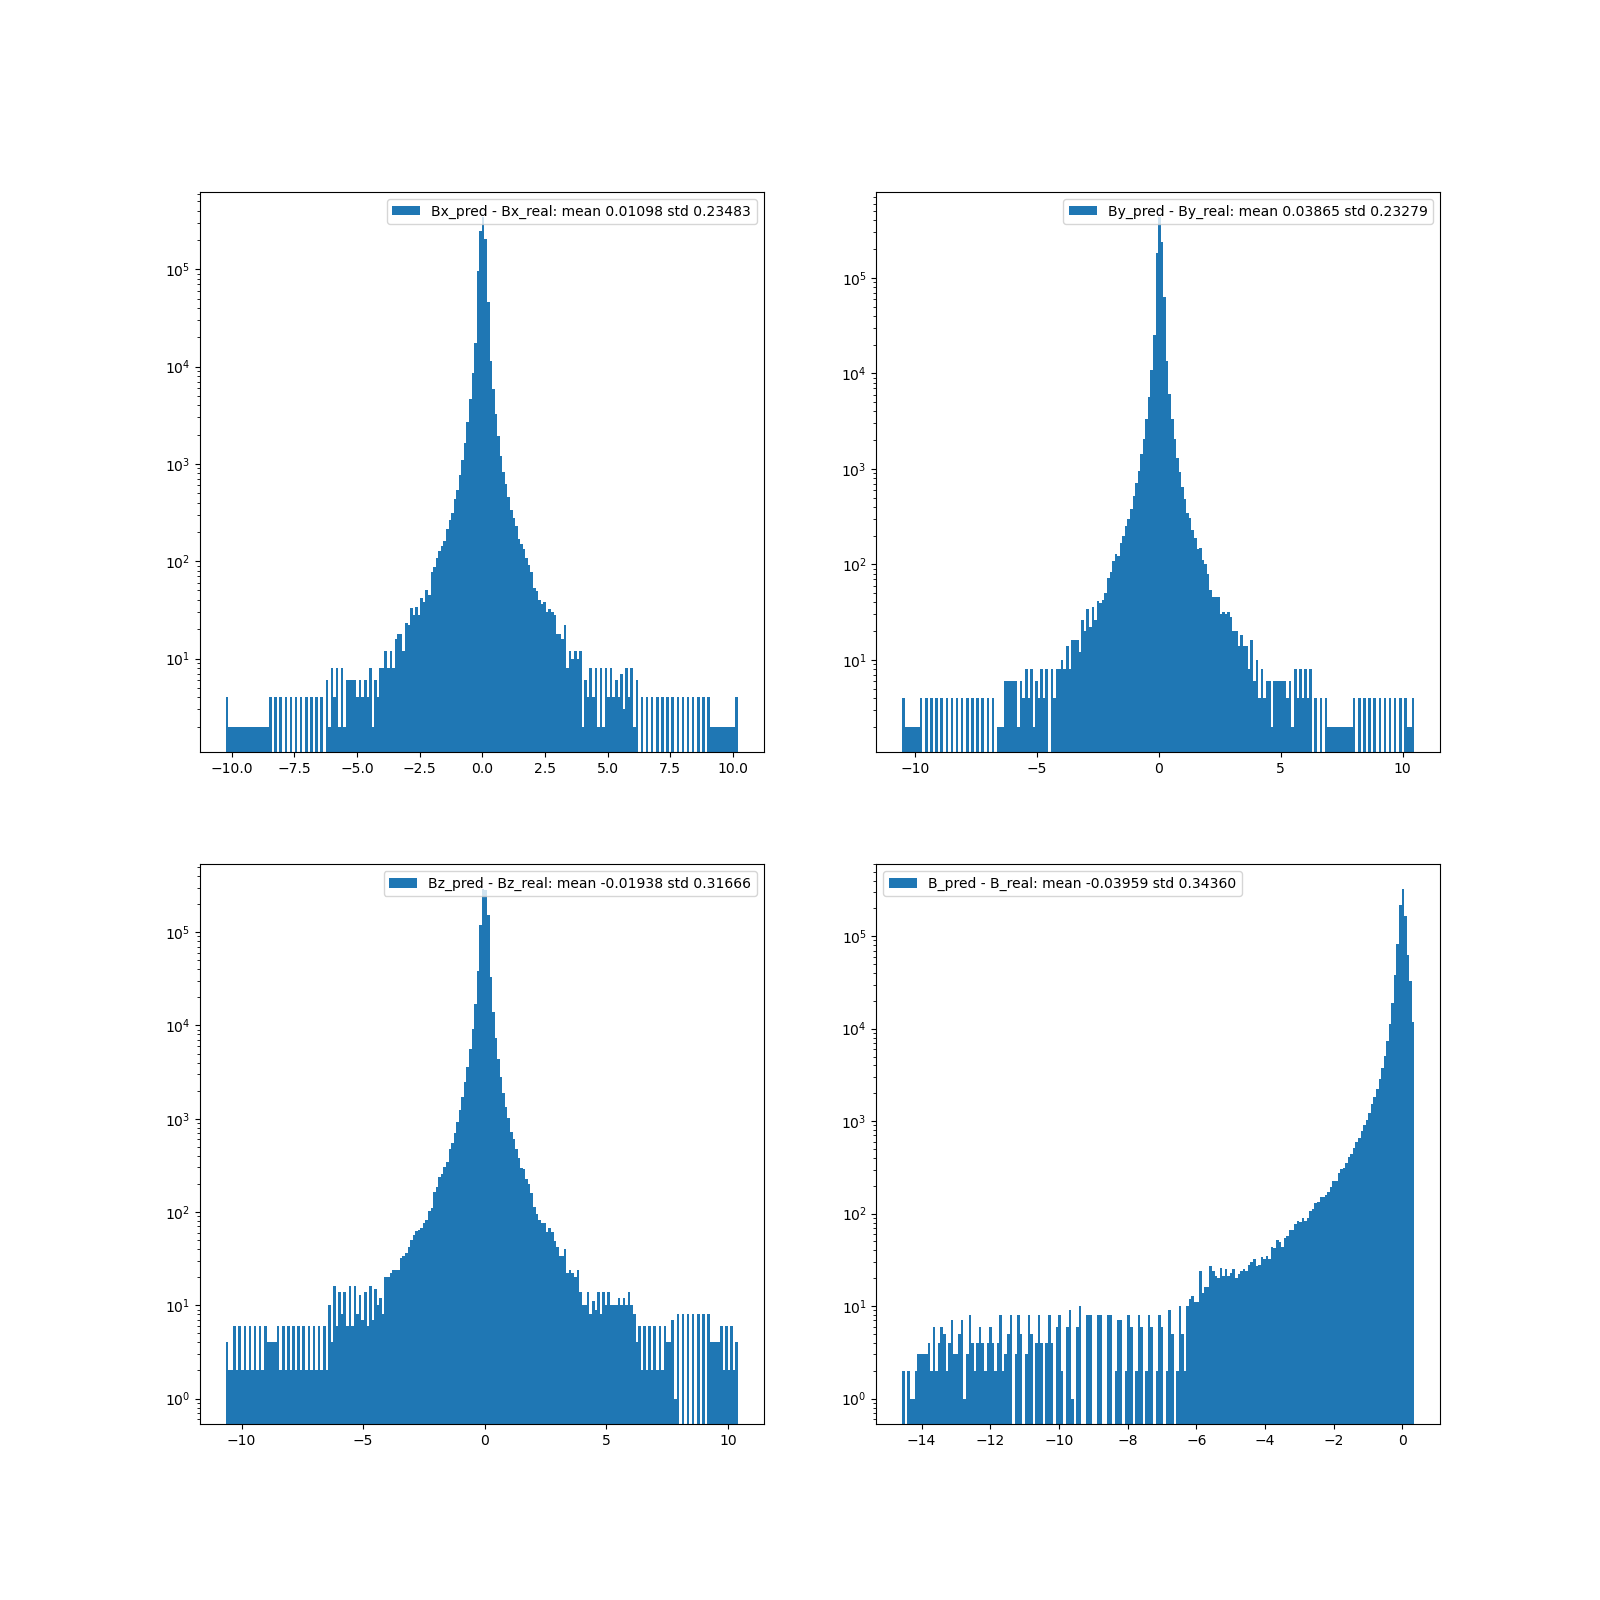 Bx_pred - Bx_real: mean 0.01098 std 0.23483
10⁵
10⁴
10³
10²
10¹
−10.0 −7.5 −5.0 −2.5 0.0 2.5 5.0 7.5 10.0
By_pred - By_real: mean 0.03865 std 0.23279
10⁵
10⁴
10³
10²
10¹
−10 −5 0 5 10
Bz_pred - Bz_real: mean -0.01938 std 0.31666
10⁵
10⁴
10³
10²
10¹
10⁰
−10 −5 0 5 10
B_pred - B_real: mean -0.03959 std 0.34360
10⁵
10⁴
10³
10²
10¹
10⁰
−14 −12 −10 −8 −6 −4 −2 0